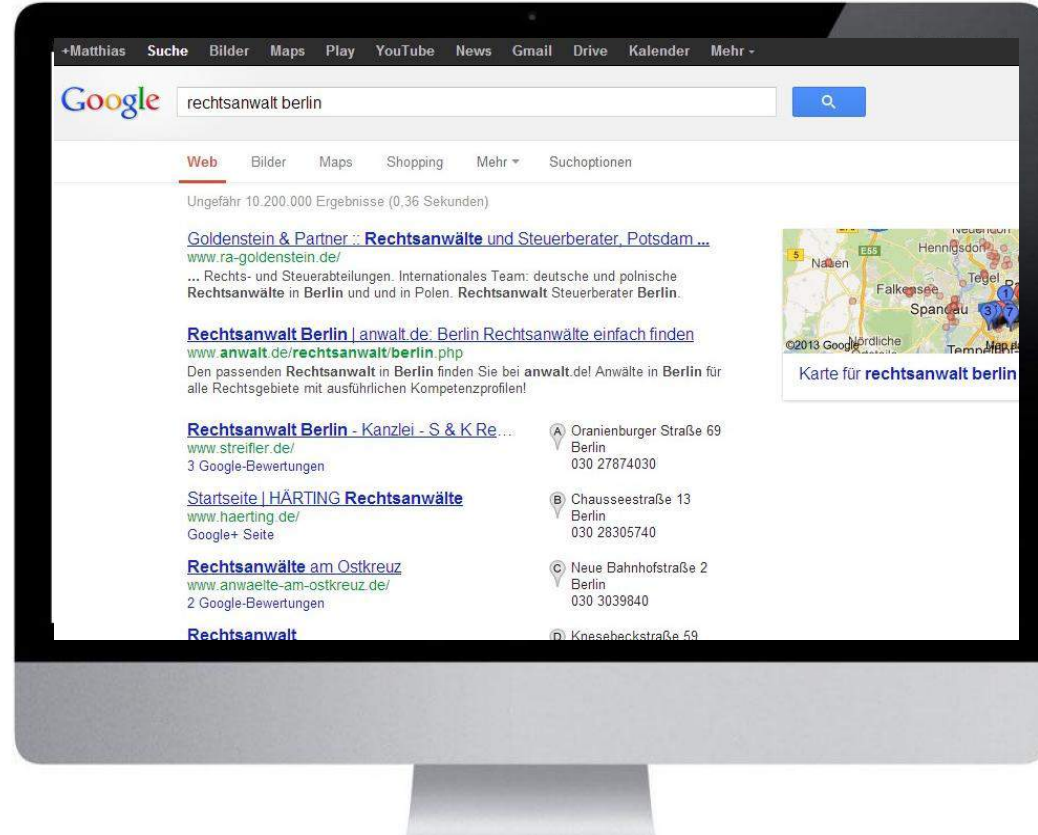 +Matthias Suche Bilder Maps Play YouTube News Gmail Drive Kalender Mehr
Google rechtsanwalt berlin
Web Bilder Maps Shopping Mehr Suchoptionen
Ungefähr 10.200.000 Ergebnisse (0,36 Sekunden)
Goldenstein & Partner :: Rechtsanwälte und Steuerberater, Potsdam ...
www.ra-goldenstein.de/
... Rechts- und Steuerabteilungen. Internationales Team: deutsche und polnische
Rechtsanwälte in Berlin und und in Polen. Rechtsanwalt Steuerberater Berlin.
Rechtsanwalt Berlin | anwalt.de: Berlin Rechtsanwälte einfach finden
www.anwalt.de/rechtsanwalt/berlin.php
Den passenden Rechtsanwalt in Berlin finden Sie bei anwalt.de! Anwälte in Berlin für
alle Rechtsgebiete mit ausführlichen Kompetenzprofilen!
Rechtsanwalt Berlin - Kanzlei - S & K Re...
www.streifler.de/
3 Google-Bewertungen
A Oranienburger Straße 69
Berlin
030 27874030
Startseite | HÄRTING Rechtsanwälte
www.haerting.de/
Google+ Seite
B Chausseestraße 13
Berlin
030 28305740
Rechtsanwälte am Ostkreuz
www.anwaelte-am-ostkreuz.de/
2 Google-Bewertungen
C Neue Bahnhofstraße 2
Berlin
030 3039840
Rechtsanwalt
D Knesebeckstraße 59
5 E55 Hennigsdorf
Nauen
Falkensee Tegel
1
Spandau 3 7
©2013 Google Nördliche
Karte für rechtsanwalt berlin